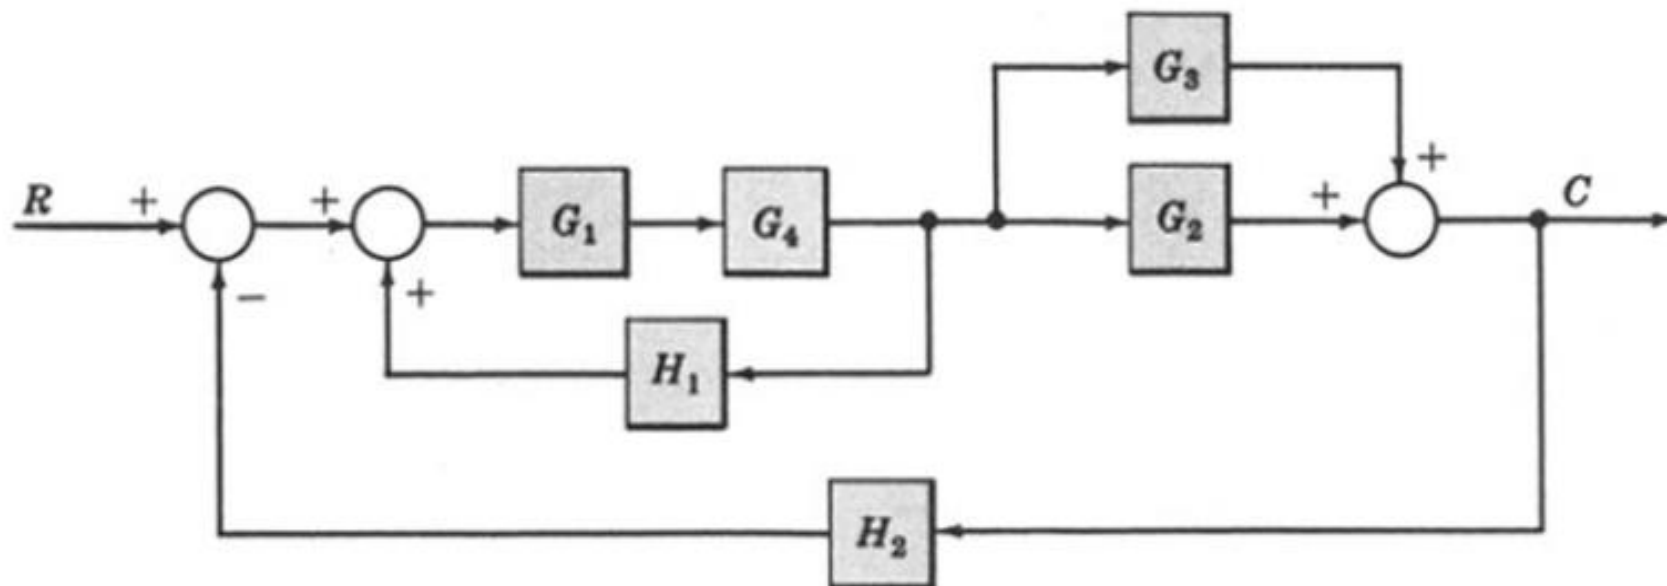 G₃
+
R
+
+
G₁
G₄
G₂
+
C
−
+
H₁
H₂